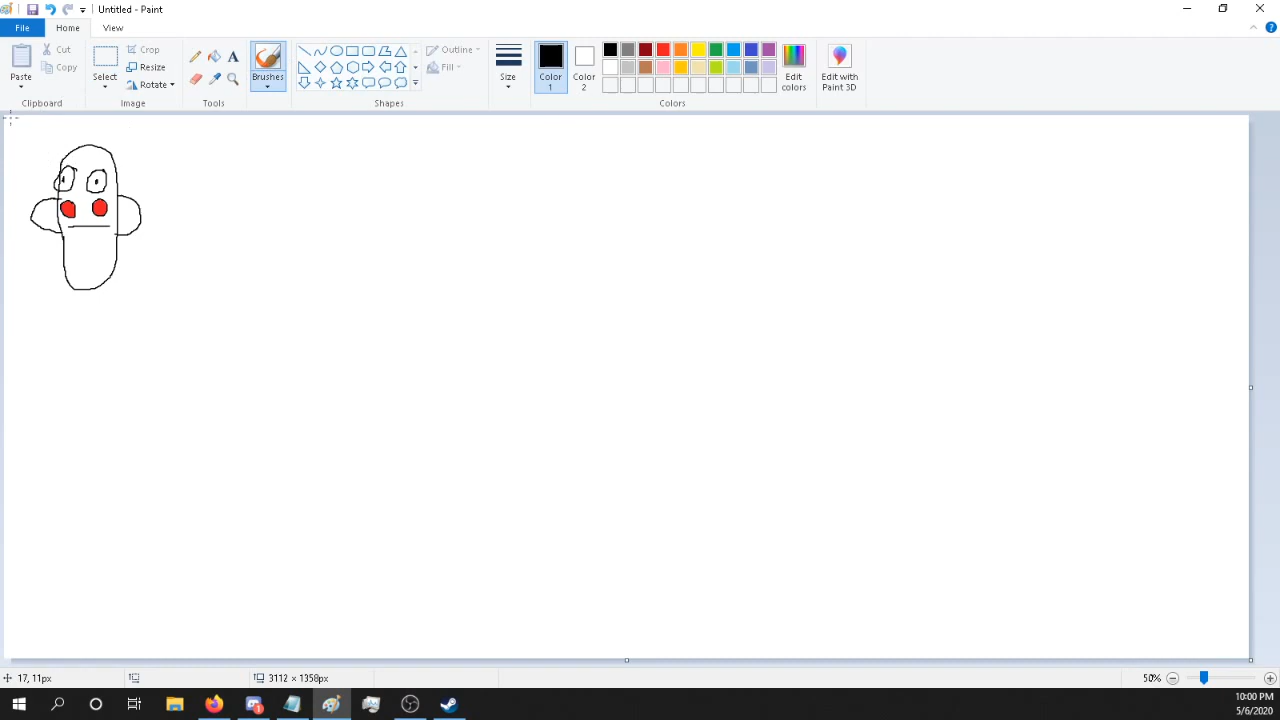 Untitled - Paint
File Home View
Paste
Cut
Copy
Clipboard
Select
Crop
Resize
Rotate
Image
A
Tools
Brushes
Outline
Fill
Shapes
Size
Color 1
Color 2
Edit colors
Colors
Edit with Paint 3D
17, 11px
3112 × 1350px
50%
10:00 PM
5/6/2020